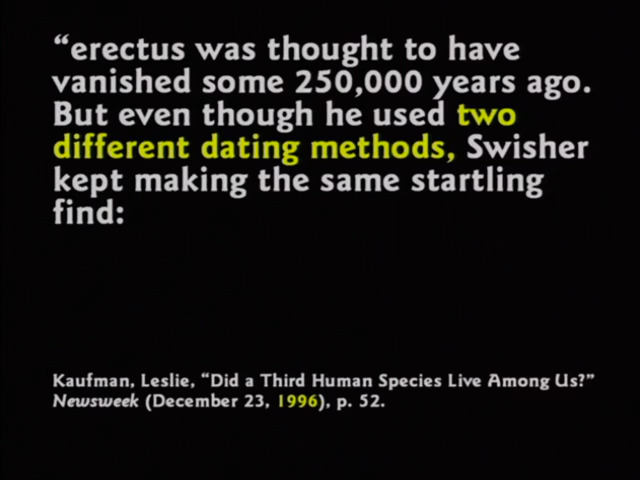 “erectus was thought to have
vanished some 250,000 years ago.
But even though he used two
different dating methods, Swisher
kept making the same startling
find:
Kaufman, Leslie, “Did a Third Human Species Live Among Us?”
Newsweek (December 23, 1996), p. 52.